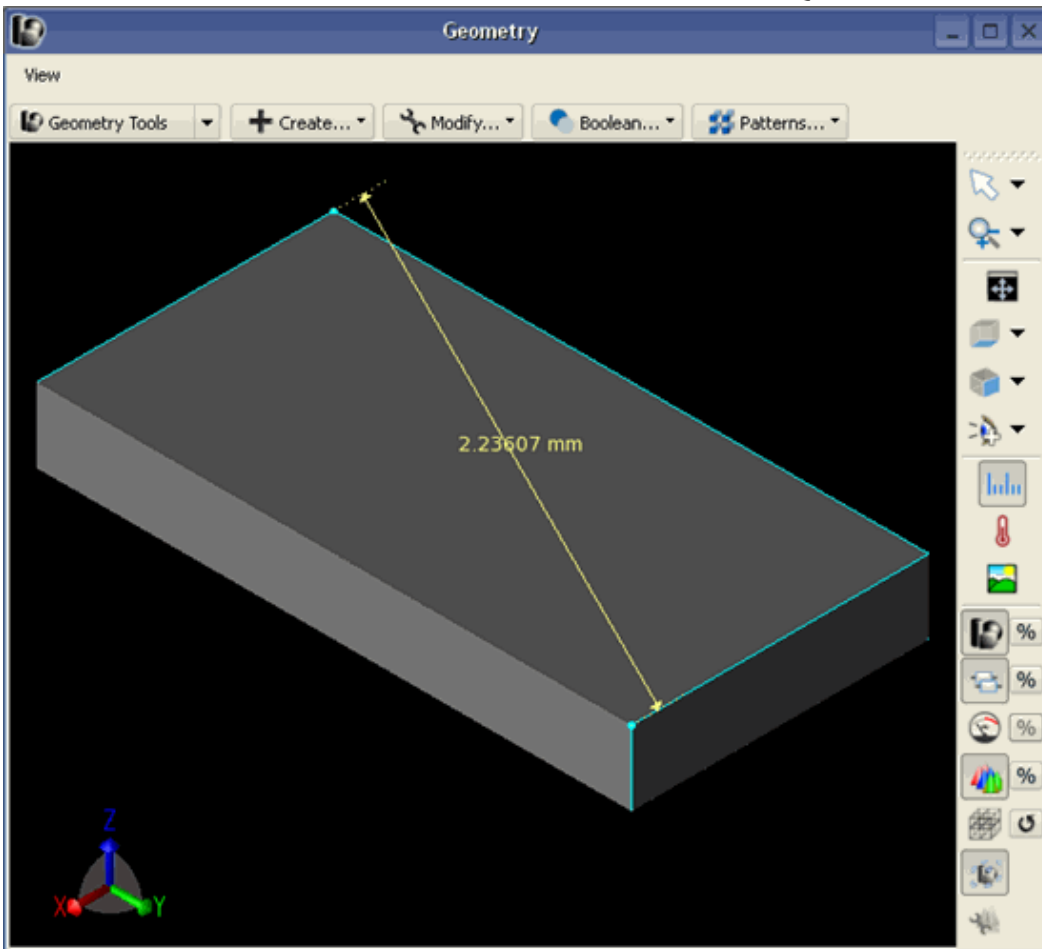 Geometry
View
Geometry Tools Create... Modify... Boolean... Patterns...
2.23607 mm
%
%
%
%
Z
X Y